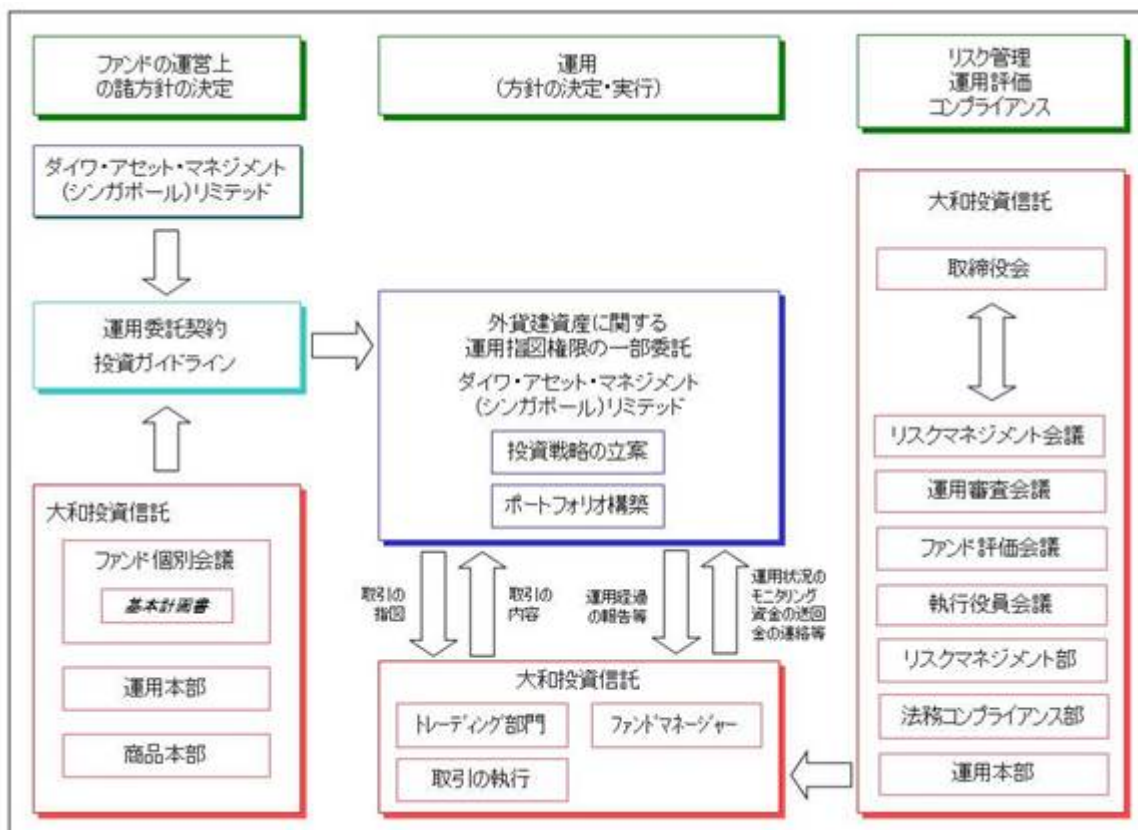 ファンドの運営上
の諸方針の決定
運用
(方針の決定・実行)
リスク管理
運用評価
コンプライアンス
ダイワ・アセット・マネジメント
(シンガポール)リミテッド
運用委託契約
投資ガイドライン
大和投資信託
ファンド個別会議
基本計画書
運用本部
商品本部
外貨建資産に関する
運用指図権限の一部委託
ダイワ・アセット・マネジメント
(シンガポール)リミテッド
投資戦略の立案
ポートフォリオ構築
取引の
指図
取引の
内容
運用経過
の報告等
運用状況の
モニタリング
資金の送回
金の連絡等
大和投資信託
トレーディング部門
ファンドマネージャー
取引の執行
大和投資信託
取締役会
リスクマネジメント会議
運用審査会議
ファンド評価会議
執行役員会議
リスクマネジメント部
法務コンプライアンス部
運用本部